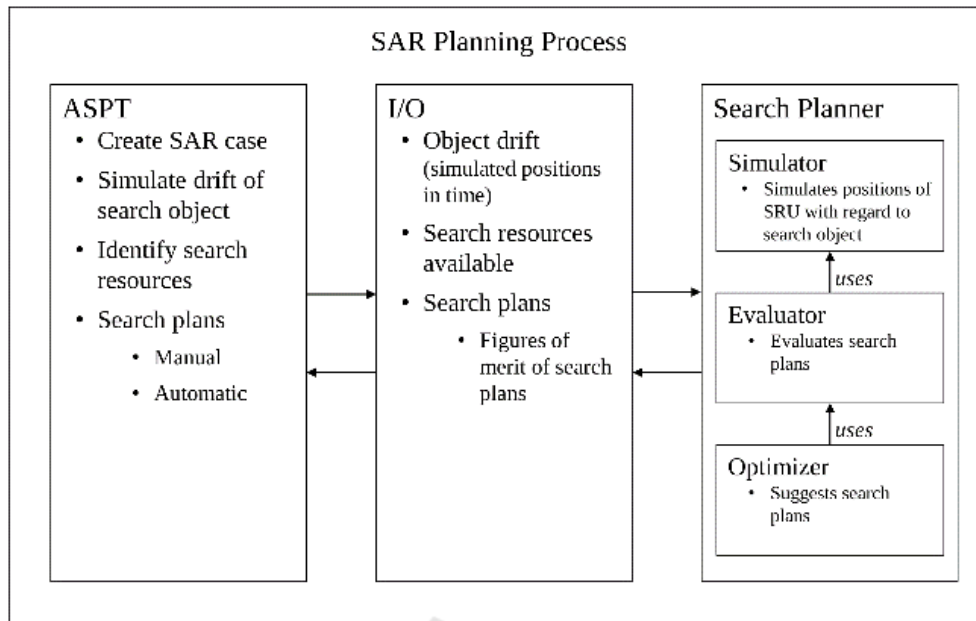 SAR Planning Process
ASPT
• Create SAR case
• Simulate drift of
search object
• Identify search
resources
• Search plans
• Manual
• Automatic
I/O
• Object drift
(simulated positions
in time)
• Search resources
available
• Search plans
• Figures of
merit of search
plans
Search Planner
Simulator
• Simulates positions of
SRU with regard to
search object
uses
Evaluator
• Evaluates search
plans
uses
Optimizer
• Suggests search
plans